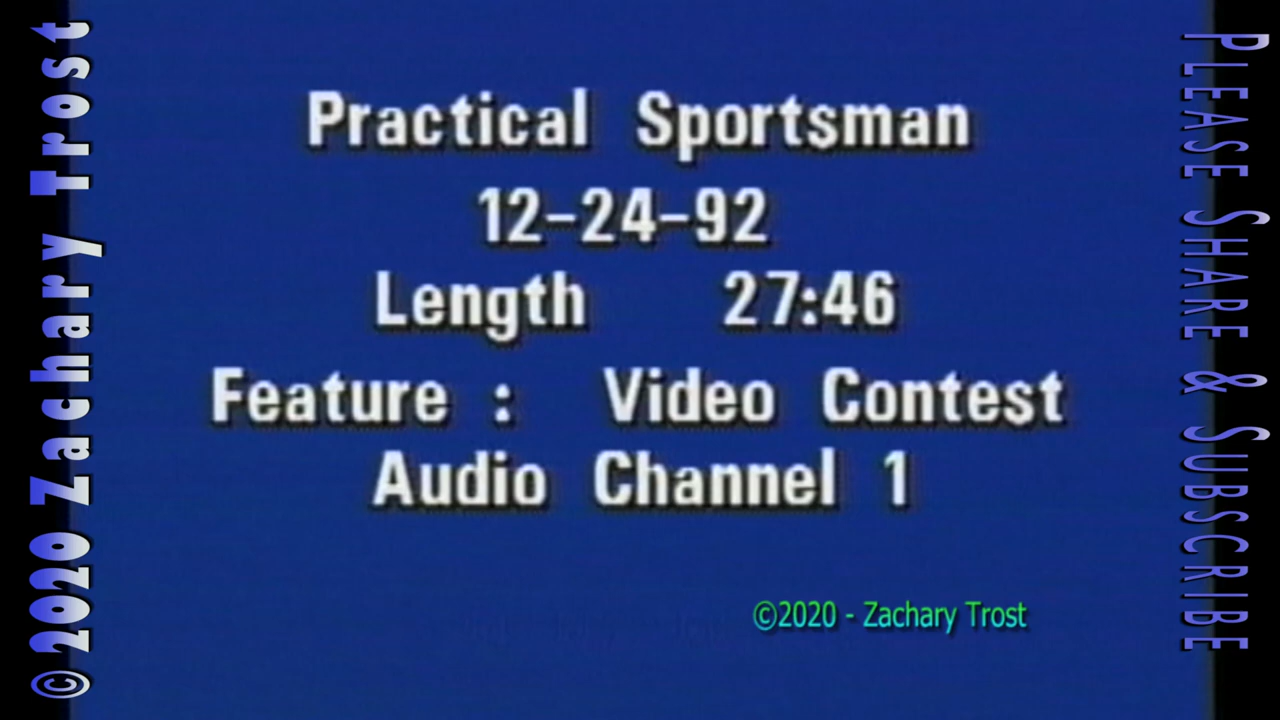 Practical Sportsman
12-24-92
Length 27:46
Feature : Video Contest
Audio Channel 1
©2020 - Zachary Trost
©2020 Zachary Trost
Please Share & Subscribe